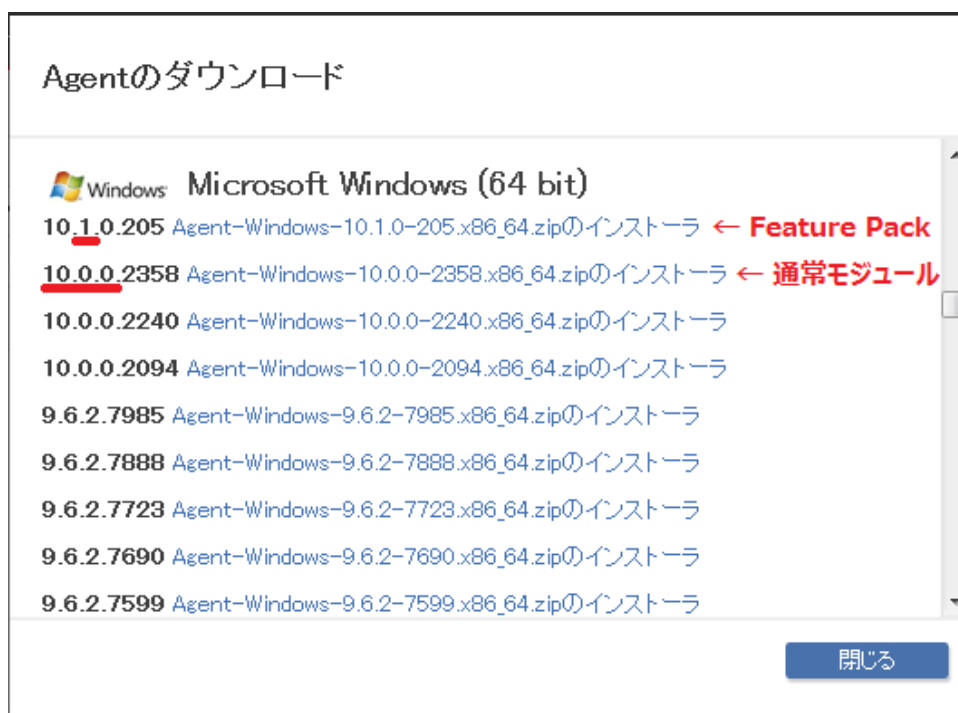 Agentのダウンロード
Windows Microsoft Windows (64 bit)
10.1.0.205 Agent-Windows-10.1.0-205.x86_64.zipのインストーラ ← Feature Pack
10.0.0.2358 Agent-Windows-10.0.0-2358.x86_64.zipのインストーラ ← 通常モジュール
10.0.0.2240 Agent-Windows-10.0.0-2240.x86_64.zipのインストーラ
10.0.0.2094 Agent-Windows-10.0.0-2094.x86_64.zipのインストーラ
9.6.2.7985 Agent-Windows-9.6.2-7985.x86_64.zipのインストーラ
9.6.2.7888 Agent-Windows-9.6.2-7888.x86_64.zipのインストーラ
9.6.2.7723 Agent-Windows-9.6.2-7723.x86_64.zipのインストーラ
9.6.2.7690 Agent-Windows-9.6.2-7690.x86_64.zipのインストーラ
9.6.2.7599 Agent-Windows-9.6.2-7599.x86_64.zipのインストーラ
閉じる